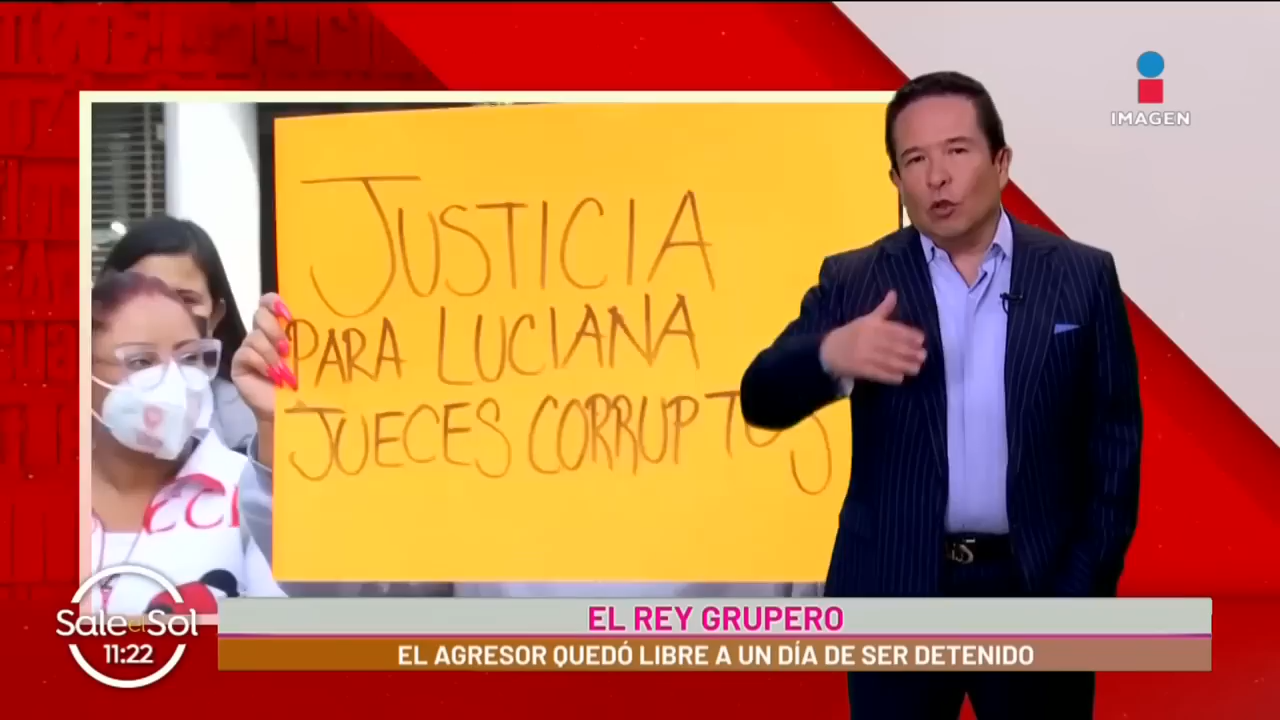 IMAGEN
JUSTICIA
PARA LUCIANA
JUECES CORRUPTOS
EL REY GRUPERO
EL AGRESOR QUEDÓ LIBRE A UN DÍA DE SER DETENIDO
Sale el Sol
11:22